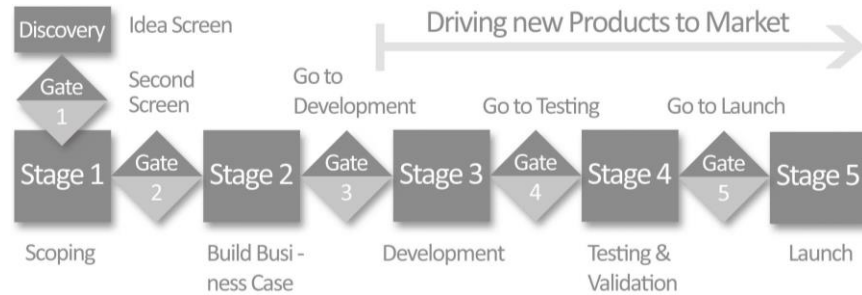 Discovery
Idea Screen
Driving new Products to Market
Gate
1
Second
Screen
Go to
Development
Go to Testing
Go to Launch
Stage 1
Gate
2
Stage 2
Gate
3
Stage 3
Gate
4
Stage 4
Gate
5
Stage 5
Scoping
Build Busi -
ness Case
Development
Testing &
Validation
Launch